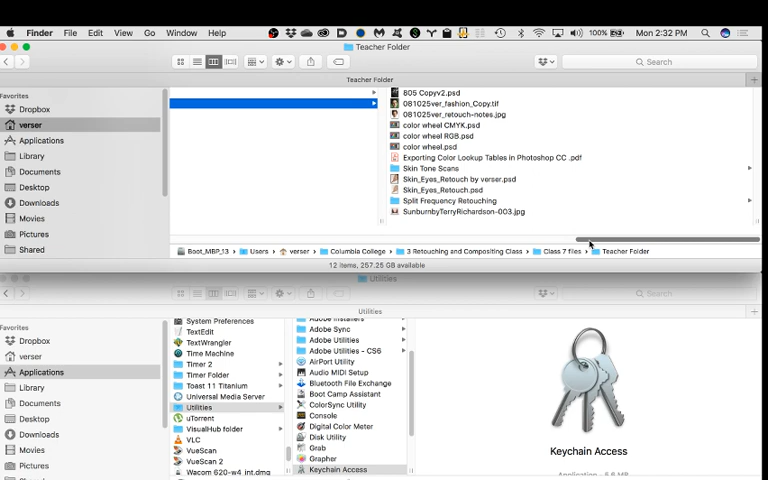 Finder File Edit View Go Window Help 100% Mon 2:32 PM
Teacher Folder
Search
Teacher Folder
Favorites
Dropbox
verser
Applications
Library
Documents
Desktop
Downloads
Movies
Pictures
Shared
805 Copyv2.psd
081025ver_fashion_Copy.tif
081025ver_retouch-notes.jpg
color wheel CMYK.psd
color wheel RGB.psd
color wheel.psd
Exporting Color Lookup Tables in Photoshop CC .pdf
Skin Tone Scans
Skin_Eyes_Retouch by verser.psd
Skin_Eyes_Retouch.psd
Split Frequency Retouching
SunburnbyTerryRichardson-003.jpg
Boot_MBP_13 Users verser Columbia College 3 Retouching and Compositing Class Class 7 files Teacher Folder
12 items, 257.25 GB available
Utilities
Search
Utilities
Favorites
Dropbox
verser
Applications
Library
Documents
Desktop
Downloads
Movies
Pictures
System Preferences
TextEdit
TextWrangler
Time Machine
Timer 2
Timer Folder
Toast 11 Titanium
Universal Media Server
Utilities
uTorrent
VisualHub folder
VLC
VueScan
VueScan 2
Wacom 620-w4_int.dmg
Adobe Installers
Adobe Sync
Adobe Utilities
Adobe Utilities - CS6
AirPort Utility
Audio MIDI Setup
Bluetooth File Exchange
Boot Camp Assistant
ColorSync Utility
Console
Digital Color Meter
Disk Utility
Grab
Grapher
Keychain Access
Keychain Access